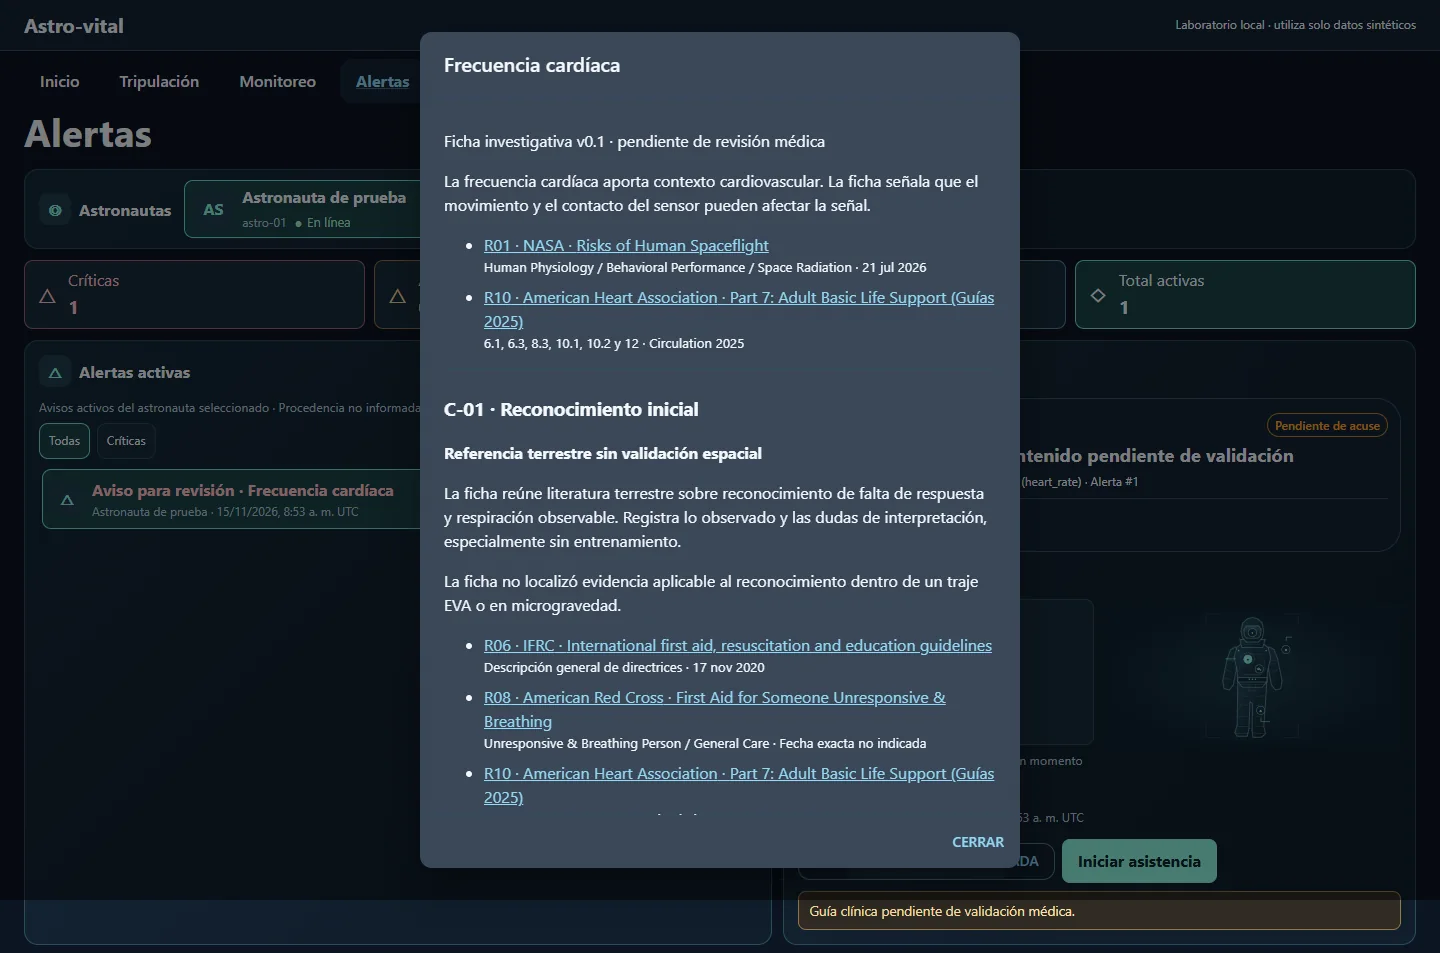 Astro-vital
Laboratorio local · utiliza solo datos sintéticos
Inicio
Tripulación
Monitoreo
Alertas
Alertas
Astronautas
AS
Astronauta de prueba
astro-01 ● En línea
Críticas
1
Total activas
1
Alertas activas
Avisos activos del astronauta seleccionado · Procedencia no informada
Todas
Críticas
Aviso para revisión · Frecuencia cardíaca
Astronauta de prueba · 15/11/2026, 8:53 a. m. UTC
Frecuencia cardíaca
Ficha investigativa v0.1 · pendiente de revisión médica
La frecuencia cardíaca aporta contexto cardiovascular. La ficha señala que el
movimiento y el contacto del sensor pueden afectar la señal.
R01 · NASA · Risks of Human Spaceflight
Human Physiology / Behavioral Performance / Space Radiation · 21 jul 2026
R10 · American Heart Association · Part 7: Adult Basic Life Support (Guías
2025)
6.1, 6.3, 8.3, 10.1, 10.2 y 12 · Circulation 2025
C-01 · Reconocimiento inicial
Referencia terrestre sin validación espacial
La ficha reúne literatura terrestre sobre reconocimiento de falta de respuesta
y respiración observable. Registra lo observado y las dudas de interpretación,
especialmente sin entrenamiento.
La ficha no localizó evidencia aplicable al reconocimiento dentro de un traje
EVA o en microgravedad.
R06 · IFRC · International first aid, resuscitation and education guidelines
Descripción general de directrices · 17 nov 2020
R08 · American Red Cross · First Aid for Someone Unresponsive &
Breathing
Unresponsive & Breathing Person / General Care · Fecha exacta no indicada
R10 · American Heart Association · Part 7: Adult Basic Life Support (Guías
2025)
CERRAR
Pendiente de acuse
ntenido pendiente de validación
(heart_rate) · Alerta #1
n momento
53 a. m. UTC
DA
Iniciar asistencia
Guía clínica pendiente de validación médica.